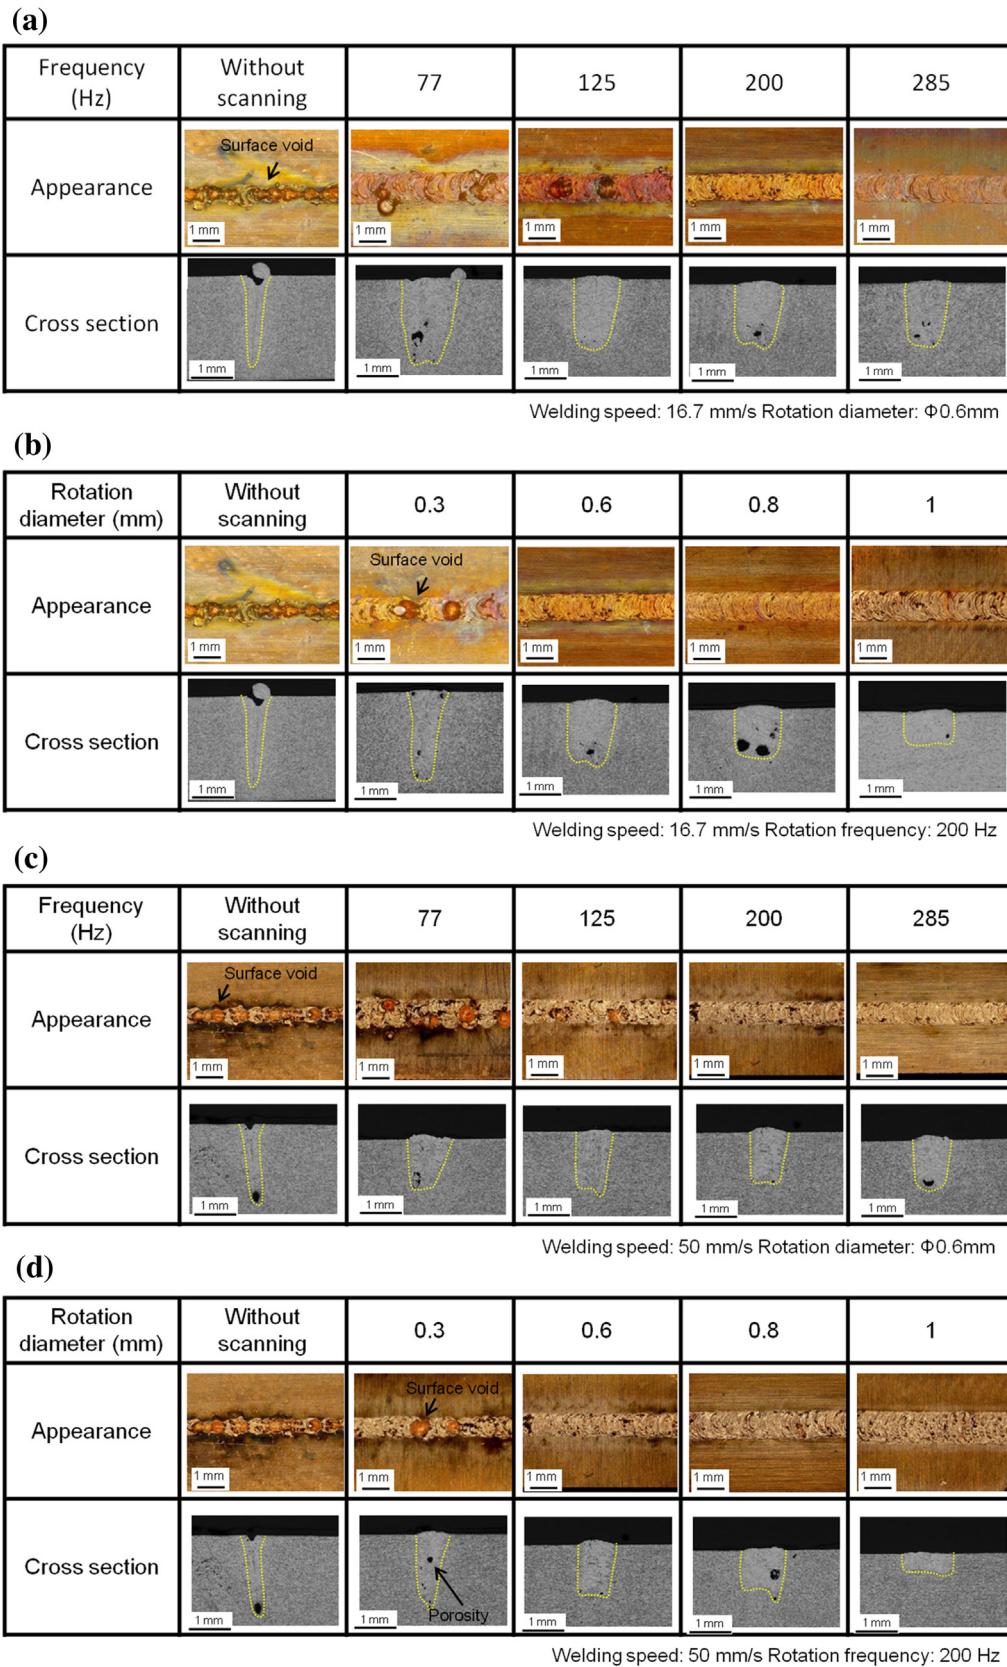 (a)
Frequency (Hz) Without scanning 77 125 200 285
Appearance
Surface void
1 mm 1 mm 1 mm 1 mm 1 mm
Cross section
1 mm 1 mm 1 mm 1 mm 1 mm
Welding speed: 16.7 mm/s Rotation diameter: Φ0.6mm
(b)
Rotation diameter (mm) Without scanning 0.3 0.6 0.8 1
Appearance
Surface void
1 mm 1 mm 1 mm 1 mm 1 mm
Cross section
1 mm 1 mm 1 mm 1 mm 1 mm
Welding speed: 16.7 mm/s Rotation frequency: 200 Hz
(c)
Frequency (Hz) Without scanning 77 125 200 285
Appearance
Surface void
1 mm 1 mm 1 mm 1 mm 1 mm
Cross section
1 mm 1 mm 1 mm 1 mm 1 mm
Welding speed: 50 mm/s Rotation diameter: Φ0.6mm
(d)
Rotation diameter (mm) Without scanning 0.3 0.6 0.8 1
Appearance
Surface void
1 mm 1 mm 1 mm 1 mm 1 mm
Cross section
Porosity
1 mm 1 mm 1 mm 1 mm 1 mm
Welding speed: 50 mm/s Rotation frequency: 200 Hz